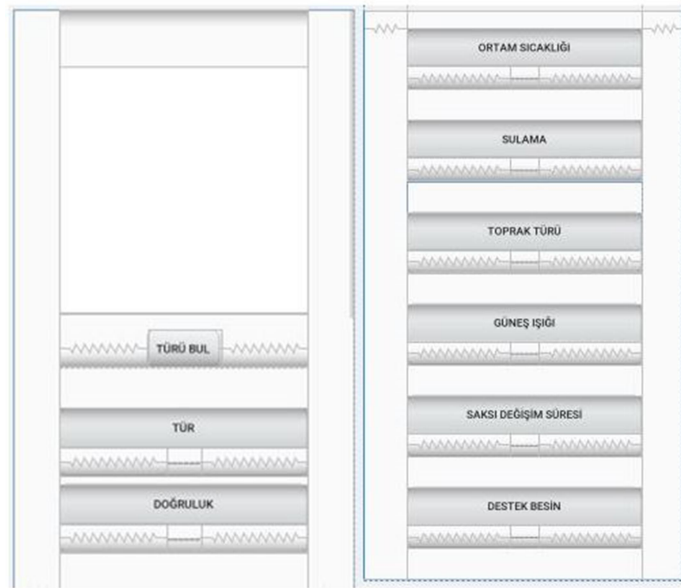 TÜRÜ BUL
TÜR
DOĞRULUK
ORTAM SICAKLIĞI
SULAMA
TOPRAK TÜRÜ
GÜNEŞ IŞIĞI
SAKSI DEĞİŞİM SÜRESİ
DESTEK BESİN